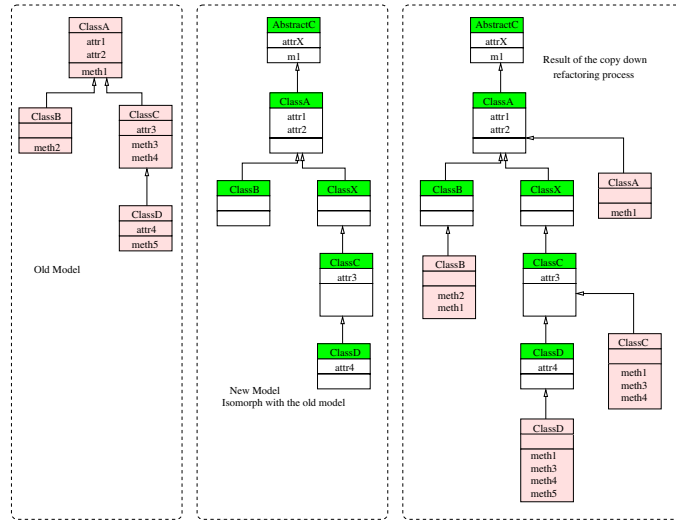 ClassA
attr1
attr2
meth1
ClassB
meth2
ClassC
attr3
meth3
meth4
ClassD
attr4
meth5
Old Model
AbstractC
attrX
m1
ClassA
attr1
attr2
ClassB
ClassX
ClassC
attr3
ClassD
attr4
New Model
Isomorph with the old model
AbstractC
attrX
m1
Result of the copy down
refactoring process
ClassA
attr1
attr2
ClassA
meth1
ClassB
ClassX
ClassB
meth2
meth1
ClassC
attr3
ClassC
meth1
meth3
meth4
ClassD
attr4
ClassD
meth1
meth3
meth4
meth5